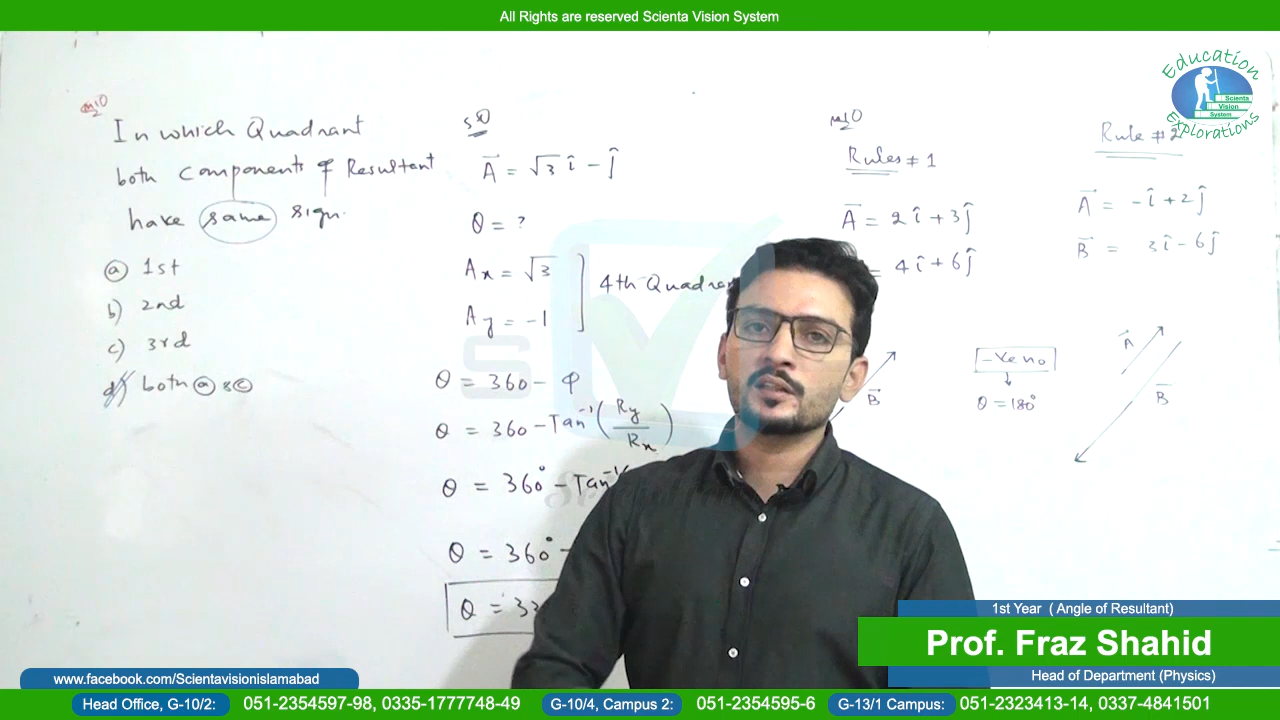 All Rights are reserved Scienta Vision System
Education
Scienta
Vision
System
Explorations
In which Quadrant
both components of Resultant
have same sign.
a) 1st
b) 2nd
c) 3rd
d) both a & c
SQ
A⃗ = √3 î - ĵ
θ = ?
Ax = √3
Ay = -1
4th Quadran
θ = 360 - φ
θ = 360 - Tan⁻¹ (Ry/Rx)
θ = 360° - Tan⁻¹
θ = 360° -
θ = 33
Rules # 1
A⃗ = 2î + 3ĵ
= 4î + 6ĵ
B⃗
Rule # 2
A⃗ = -î + 2ĵ
B⃗ = 3î - 6ĵ
-ve no
θ = 180°
A⃗
B⃗
1st Year ( Angle of Resultant)
Prof. Fraz Shahid
Head of Department (Physics)
www.facebook.com/Scientavisionislamabad
Head Office, G-10/2: 051-2354597-98, 0335-1777748-49 G-10/4, Campus 2: 051-2354595-6 G-13/1 Campus: 051-2323413-14, 0337-4841501